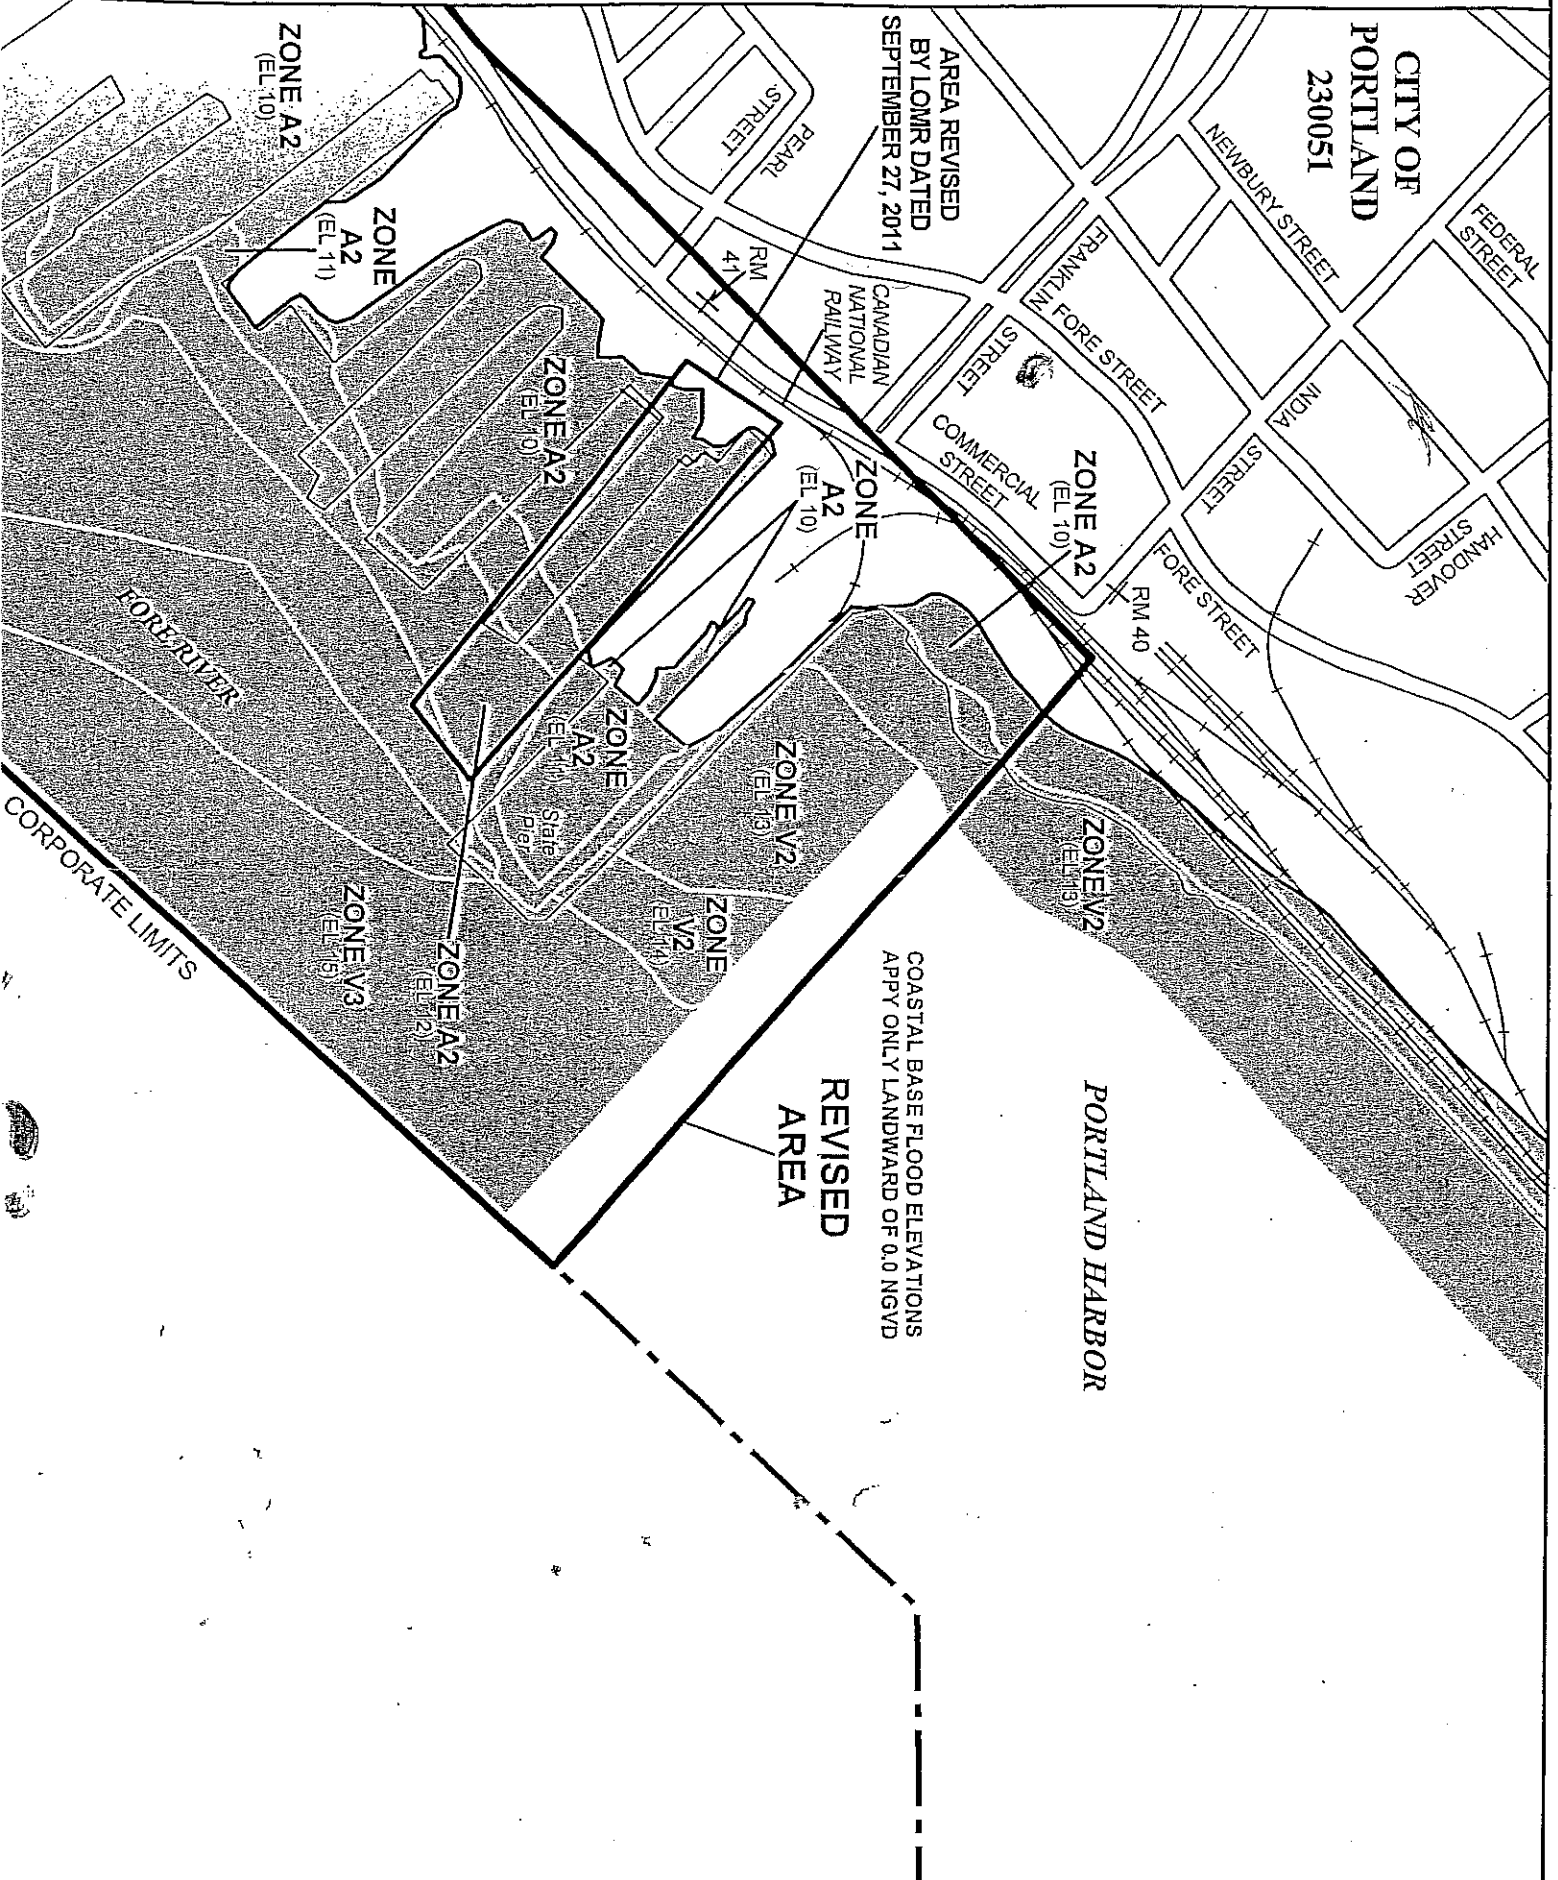 CITY OF
PORTLAND
230051
FEDERAL
STREET
NEWBURY STREET
HANDOVER
STREET
INDIA
STREET
FRANKLIN
STREET
FORE STREET
FORE STREET
RM 40
COMMERCIAL
STREET
ZONE A2
(EL 10)
AREA REVISED
BY LOMR DATED
SEPTEMBER 27, 2011
PEARL
STREET
RM
41
CANADIAN
NATIONAL
RAILWAY
ZONE
A2
(EL 10)
ZONE A2
(EL 10)
ZONE
A2
(EL 11)
ZONE A2
(EL 10)
ZONE
A2
(EL 11)
State
Pier
ZONE V2
(EL 13)
ZONE V2
(EL 13)
ZONE
V2
(EL 14)
ZONE A2
(EL 12)
ZONE V3
(EL 15)
FORE RIVER
CORPORATE LIMITS
PORTLAND HARBOR
COASTAL BASE FLOOD ELEVATIONS
APPY ONLY LANDWARD OF 0.0 NGVD
REVISED
AREA